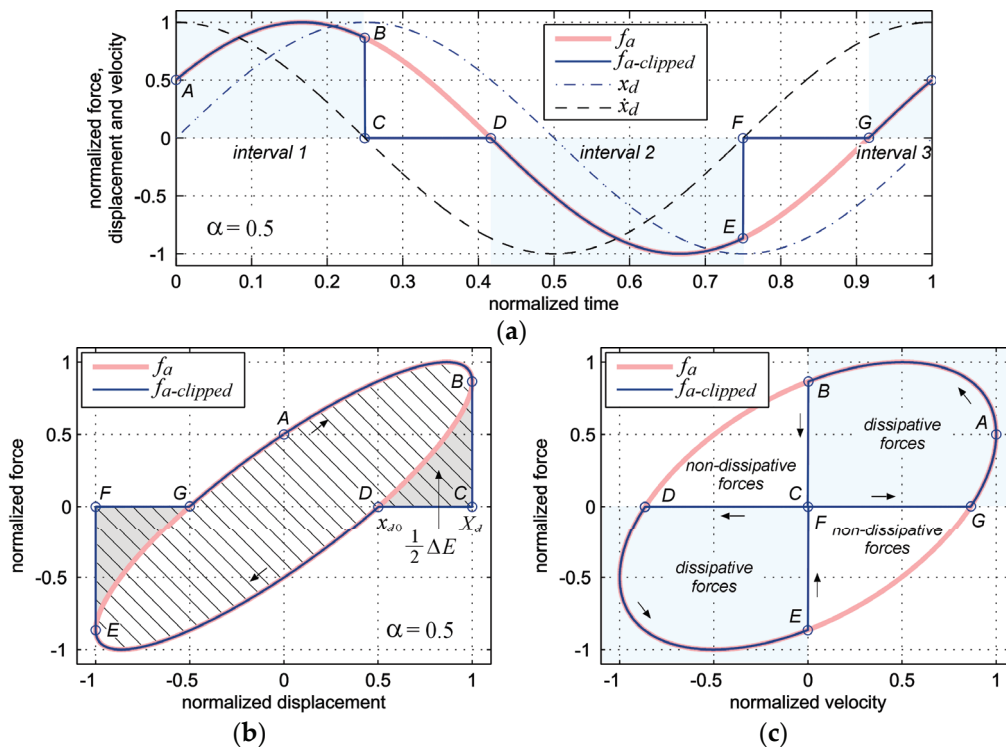 normalized force,
displacement and velocity
1
0.5
0
-0.5
-1
A
B
C
D
E
F
G
f_a
f_a-clipped
x_d
ẋ_d
interval 1
interval 2
interval 3
α = 0.5
0 0.1 0.2 0.3 0.4 0.5 0.6 0.7 0.8 0.9 1
normalized time
(a)
normalized force
1
0.5
0
-0.5
-1
f_a
f_a-clipped
A
B
F
G
D
C
x_d0
X_d
1/2 ΔE
E
α = 0.5
-1 -0.5 0 0.5 1
normalized displacement
(b)
normalized force
1
0.5
0
-0.5
-1
f_a
f_a-clipped
B
dissipative
forces
A
non-dissipative
forces
D
C
F
G
non-dissipative
forces
dissipative
forces
E
-1 -0.5 0 0.5 1
normalized velocity
(c)